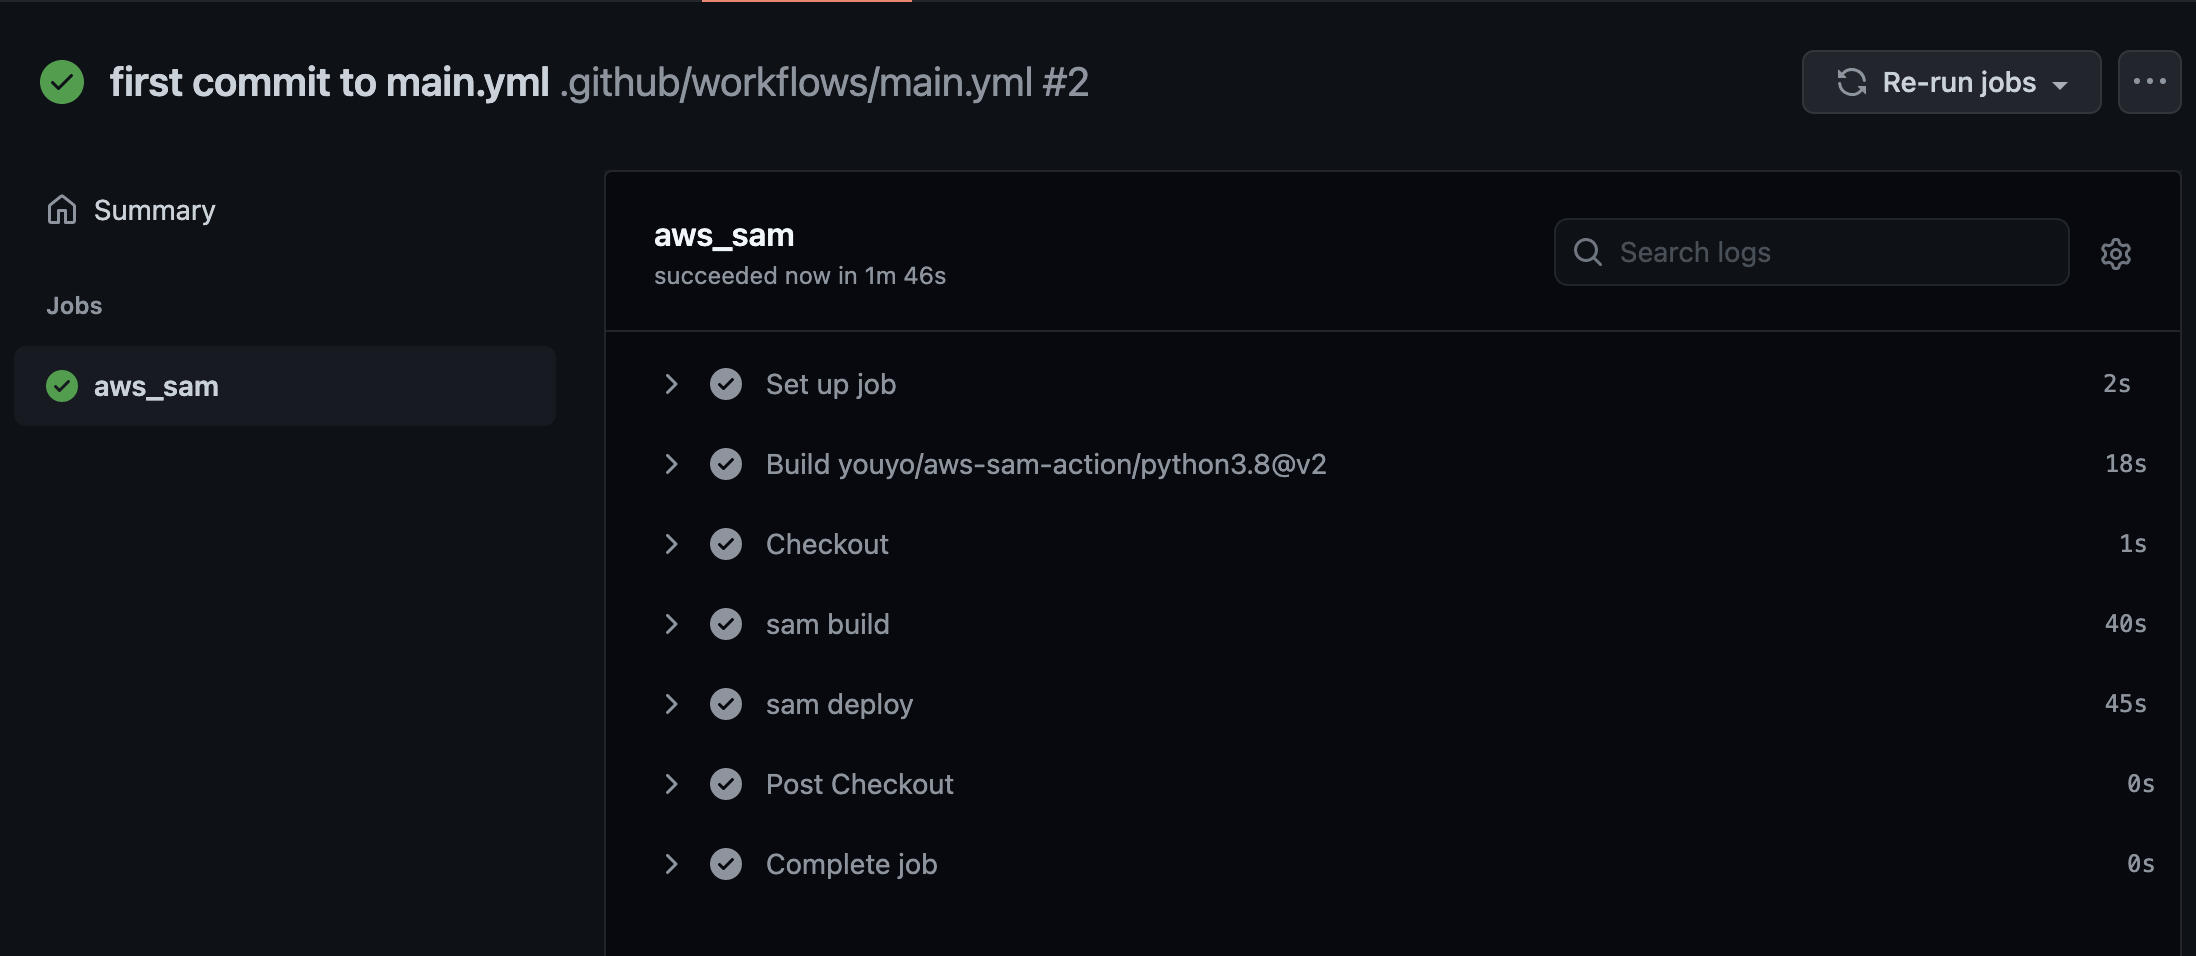 first commit to main.yml .github/workflows/main.yml #2
Re-run jobs
Summary
Jobs
aws_sam
aws_sam
succeeded now in 1m 46s
Search logs
Set up job 2s
Build youyo/aws-sam-action/python3.8@v2 18s
Checkout 1s
sam build 40s
sam deploy 45s
Post Checkout 0s
Complete job 0s